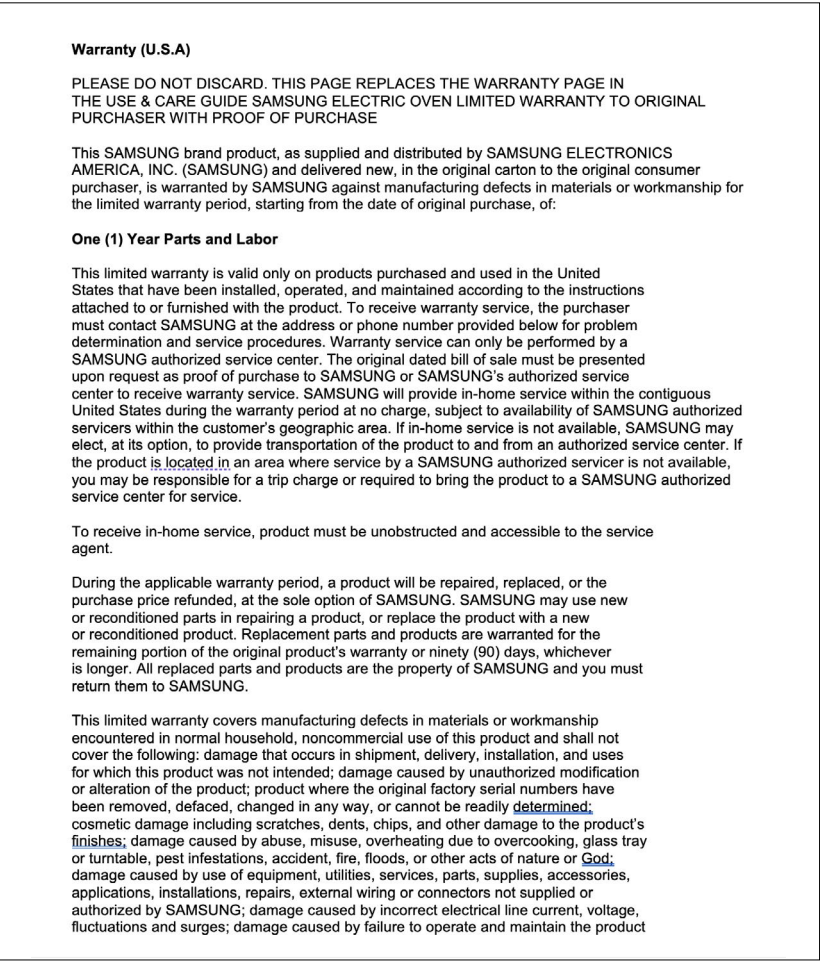 Warranty (U.S.A)
PLEASE DO NOT DISCARD. THIS PAGE REPLACES THE WARRANTY PAGE IN
THE USE & CARE GUIDE SAMSUNG ELECTRIC OVEN LIMITED WARRANTY TO ORIGINAL
PURCHASER WITH PROOF OF PURCHASE
This SAMSUNG brand product, as supplied and distributed by SAMSUNG ELECTRONICS
AMERICA, INC. (SAMSUNG) and delivered new, in the original carton to the original consumer
purchaser, is warranted by SAMSUNG against manufacturing defects in materials or workmanship for
the limited warranty period, starting from the date of original purchase, of:
One (1) Year Parts and Labor
This limited warranty is valid only on products purchased and used in the United
States that have been installed, operated, and maintained according to the instructions
attached to or furnished with the product. To receive warranty service, the purchaser
must contact SAMSUNG at the address or phone number provided below for problem
determination and service procedures. Warranty service can only be performed by a
SAMSUNG authorized service center. The original dated bill of sale must be presented
upon request as proof of purchase to SAMSUNG or SAMSUNG's authorized service
center to receive warranty service. SAMSUNG will provide in-home service within the contiguous
United States during the warranty period at no charge, subject to availability of SAMSUNG authorized
servicers within the customer's geographic area. If in-home service is not available, SAMSUNG may
elect, at its option, to provide transportation of the product to and from an authorized service center. If
the product is located in an area where service by a SAMSUNG authorized servicer is not available,
you may be responsible for a trip charge or required to bring the product to a SAMSUNG authorized
service center for service.
To receive in-home service, product must be unobstructed and accessible to the service
agent.
During the applicable warranty period, a product will be repaired, replaced, or the
purchase price refunded, at the sole option of SAMSUNG. SAMSUNG may use new
or reconditioned parts in repairing a product, or replace the product with a new
or reconditioned product. Replacement parts and products are warranted for the
remaining portion of the original product's warranty or ninety (90) days, whichever
is longer. All replaced parts and products are the property of SAMSUNG and you must
return them to SAMSUNG.
This limited warranty covers manufacturing defects in materials or workmanship
encountered in normal household, noncommercial use of this product and shall not
cover the following: damage that occurs in shipment, delivery, installation, and uses
for which this product was not intended; damage caused by unauthorized modification
or alteration of the product; product where the original factory serial numbers have
been removed, defaced, changed in any way, or cannot be readily determined;
cosmetic damage including scratches, dents, chips, and other damage to the product's
finishes; damage caused by abuse, misuse, overheating due to overcooking, glass tray
or turntable, pest infestations, accident, fire, floods, or other acts of nature or God;
damage caused by use of equipment, utilities, services, parts, supplies, accessories,
applications, installations, repairs, external wiring or connectors not supplied or
authorized by SAMSUNG; damage caused by incorrect electrical line current, voltage,
fluctuations and surges; damage caused by failure to operate and maintain the product